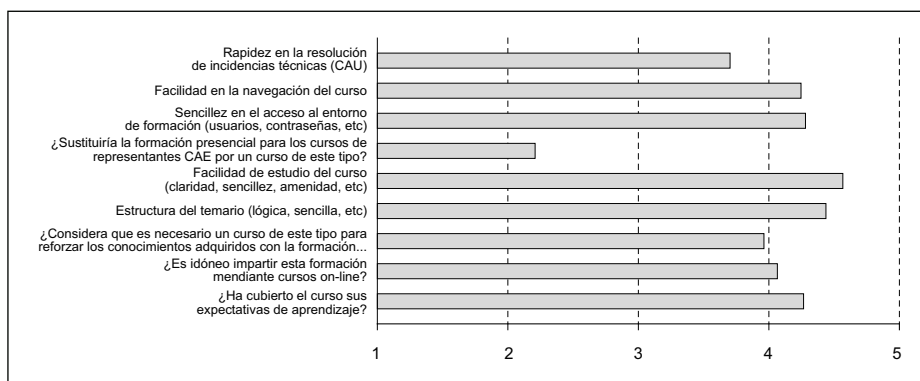 Rapidez en la resolución
de incidencias técnicas (CAU)
Facilidad en la navegación del curso
Sencillez en el acceso al entorno
de formación (usuarios, contraseñas, etc)
¿Sustituiría la formación presencial para los cursos de
representantes CAE por un curso de este tipo?
Facilidad de estudio del curso
(claridad, sencillez, amenidad, etc)
Estructura del temario (lógica, sencilla, etc)
¿Considera que es necesario un curso de este tipo para
reforzar los conocimientos adquiridos con la formación...
¿Es idóneo impartir esta formación
mendiante cursos on-line?
¿Ha cubierto el curso sus
expectativas de aprendizaje?
1 2 3 4 5